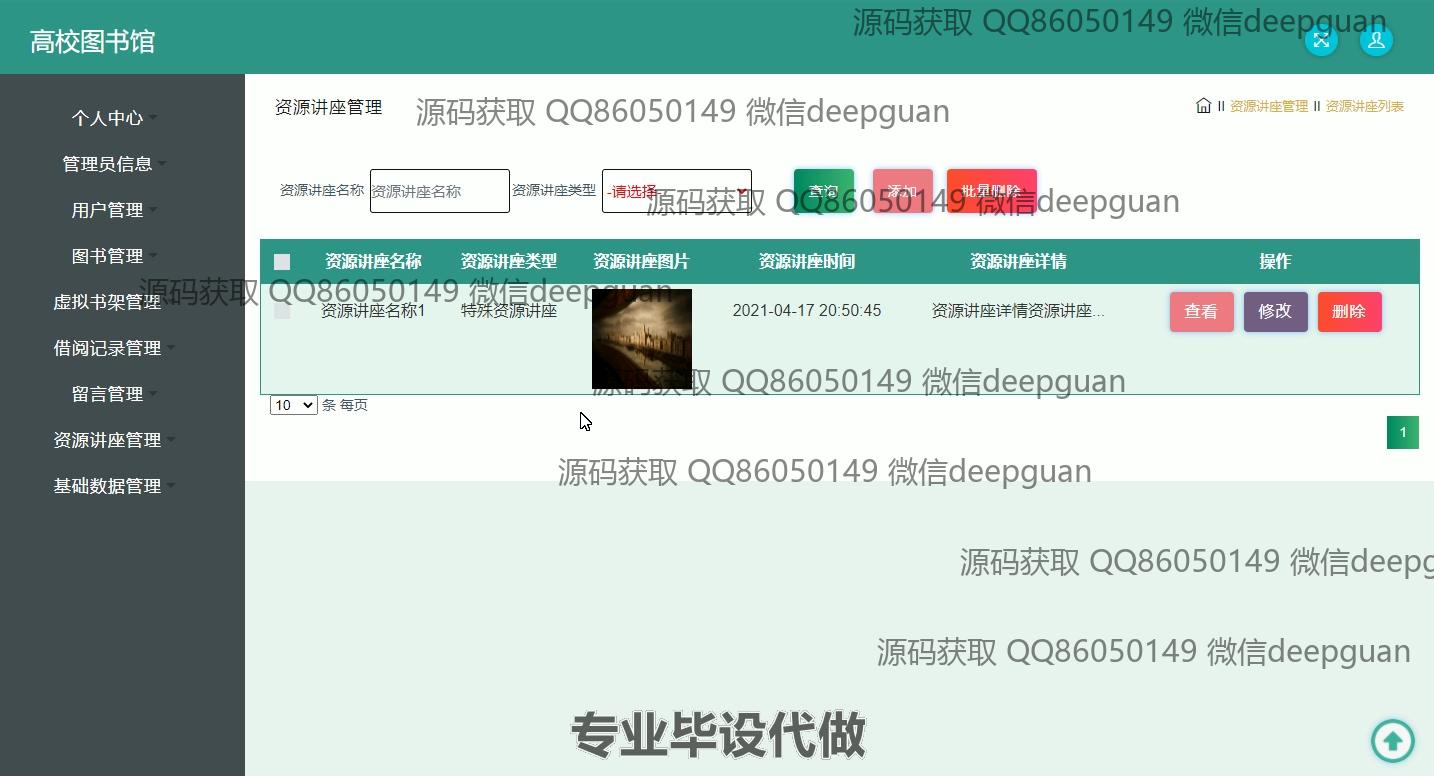 高校图书馆
源码获取 QQ86050149 微信deepguan
个人中心
管理员信息
用户管理
图书管理
虚拟书架管理
借阅记录管理
留言管理
资源讲座管理
基础数据管理
资源讲座管理
源码获取 QQ86050149 微信deepguan
资源讲座管理 资源讲座列表
资源讲座名称 资源讲座名称 资源讲座类型 -请选择- 查询 添加 批量删除
源码获取 QQ86050149 微信deepguan
资源讲座名称 资源讲座类型 资源讲座图片 资源讲座时间 资源讲座详情 操作
源码获取 QQ86050149 微信deepguan
资源讲座名称1 特殊资源讲座 2021-04-17 20:50:45 资源讲座详情资源讲座... 查看 修改 删除
源码获取 QQ86050149 微信deepguan
10 条 每页
1
源码获取 QQ86050149 微信deepguan
源码获取 QQ86050149 微信deepg
源码获取 QQ86050149 微信deepguan
专业毕设代做